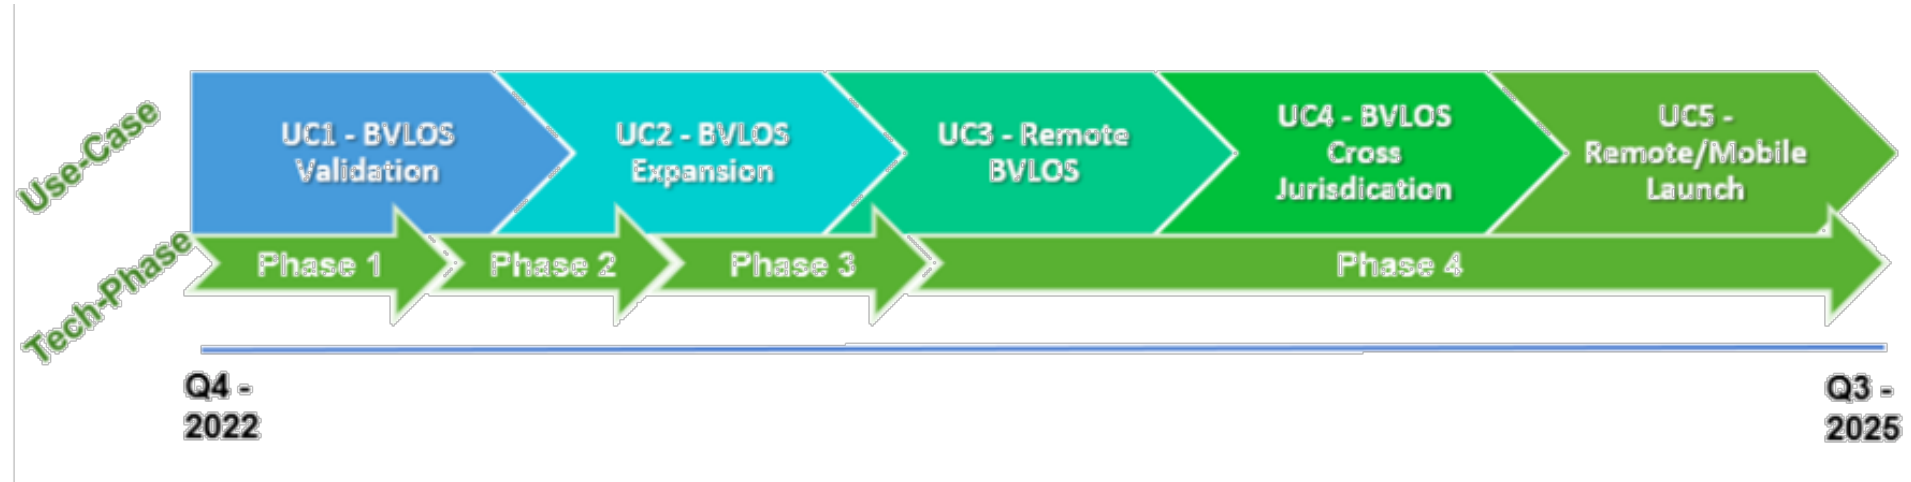 Use-Case
UC1 - BVLOS
Validation
UC2 - BVLOS
Expansion
UC3 - Remote
BVLOS
UC4 - BVLOS
Cross
Jurisdication
UC5 -
Remote/Mobile
Launch
Tech-Phase
Phase 1
Phase 2
Phase 3
Phase 4
Q4 -
2022
Q3 -
2025